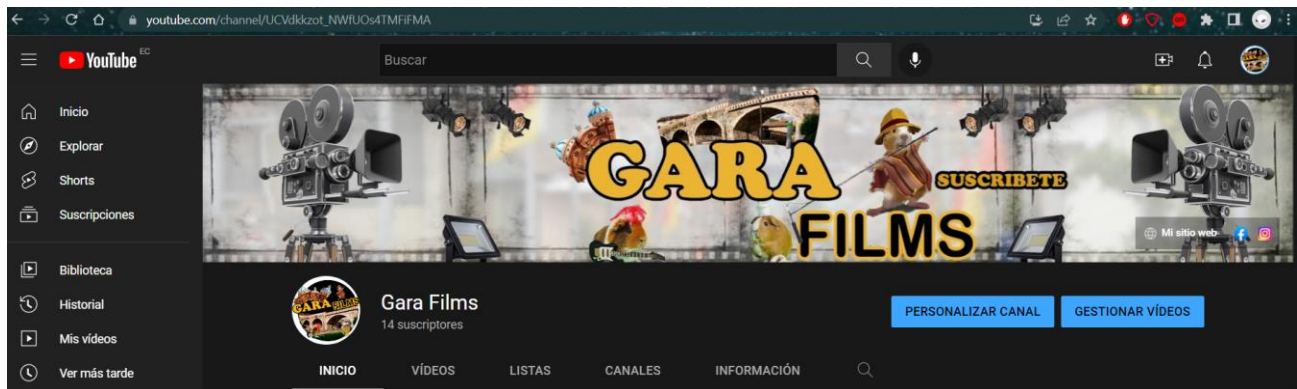 youtube.com/channel/UCVdkkzot_NWfUOs4TMFiFMA
YouTube EC
Buscar
Inicio
Explorar
Shorts
Suscripciones
Biblioteca
Historial
Mis vídeos
Ver más tarde
GARA
FILMS
SUSCRIBETE
Mi sitio web
GARA FILMS
Gara Films
14 suscriptores
PERSONALIZAR CANAL
GESTIONAR VÍDEOS
INICIO VÍDEOS LISTAS CANALES INFORMACIÓN